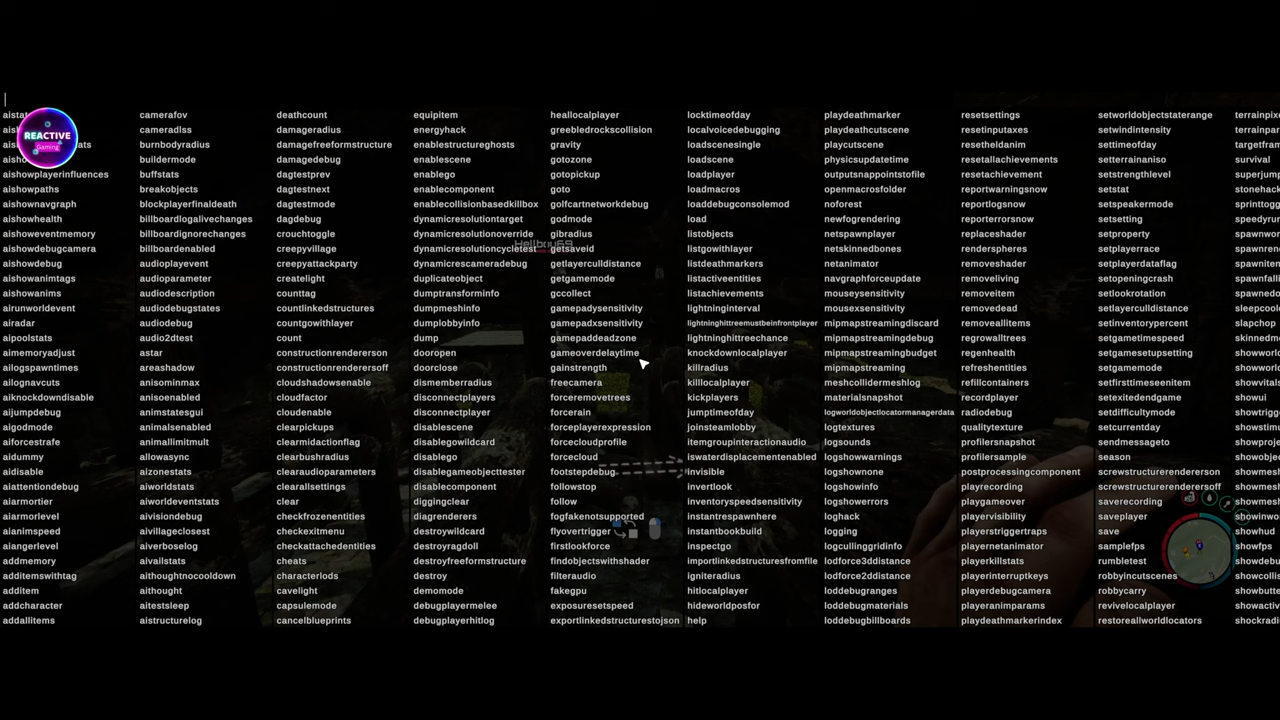 REACTIVE
Gaming
aishowplayerinfluences
aishowpaths
aishownavgraph
aishowhealth
aishoweventmemory
aishowdebugcamera
aishowdebug
aishowanimtags
aishowanims
airunworldevent
airadar
aipoolstats
aimemoryadjust
ailogspawntimes
ailognavcuts
aiknockdowndisable
aijumpdebug
aigodmode
aiforcestrafe
aidummy
aidisable
aiattentiondebug
aiarmortier
aiarmorlevel
aianimspeed
aiangerlevel
addmemory
additemswithtag
additem
addcharacter
addallitems
camerafov
cameradlss
burnbodyradius
buildermode
buffstats
breakobjects
blockplayerfinaldeath
billboardlogalivechanges
billboardignorechanges
billboardenabled
audioplayevent
audioparameter
audiodescription
audiodebugstates
audiodebug
audio2dtest
astar
areashadow
anisominmax
anisoenabled
animstatesgui
animalsenabled
animallimitmult
allowasync
aizonestats
aiworldstats
aiworldeventstats
aivisiondebug
aivillageclosest
aiverboselog
aivailstats
aithoughtnocooldown
aithought
aitestsleep
aistructurelog
deathcount
damageradius
damagefreeformstructure
damagedebug
dagtestprev
dagtestnext
dagtestmode
dagdebug
crouchtoggle
creepyvillage
creepyattackparty
createlight
counttag
countlinkedstructures
countgowithlayer
count
constructionrendererson
constructionrenderersoff
cloudshadowsenable
cloudfactor
cloudenable
clearpickups
clearmidactionflag
clearbushradius
clearaudioparameters
clearallsettings
clear
checkfrozenentities
checkexitmenu
checkattachedentities
cheats
characterlods
cavelight
capsulemode
cancelblueprints
equipitem
energyhack
enablestructureghosts
enablescene
enablego
enablecomponent
enablecollisionbasedkillbox
dynamicresolutiontarget
dynamicresolutionoverride
dynamicresolutioncycletest
dynamicrescameradebug
duplicateobject
dumptransforminfo
dumpmeshinfo
dumplobbyinfo
dump
dooropen
doorclose
dismemberradius
disconnectplayers
disconnectplayer
disablescene
disablegowildcard
disablego
disablegameobjecttester
disablecomponent
diggingclear
diagrenderers
destroywildcard
destroyragdoll
destroyfreeformstructure
destroy
demomode
debugplayermelee
debugplayerhitlog
heallocalplayer
greebledrockscollision
gravity
gotozone
gotopickup
goto
golfcartnetworkdebug
godmode
gibradius
getsaveid
getlayerculldistance
getgamemode
gccollect
gamepadysensitivity
gamepadxsensitivity
gamepaddeadzone
gameoverdelaytime
gainstrength
freecamera
forceremovetrees
forcerain
forceplayerexpression
forcecloudprofile
forcecloud
footstepdebug
followstop
follow
fogfakenotsupported
flyovertrigger
firstlookforce
findobjectswithshader
filteraudio
fakegpu
exposuresetspeed
exportlinkedstructurestojson
locktimeofday
localvoicedebugging
loadscenesingle
loadscene
loadplayer
loadmacros
loaddebugconsolemod
load
listobjects
listgowithlayer
listdeathmarkers
listactiveentities
listachievements
lightninginterval
lightninghittreemustbeinfrontplayer
lightninghittreechance
knockdownlocalplayer
killradius
killlocalplayer
kickplayers
jumptimeofday
joinsteamlobby
itemgroupinteractionaudio
iswaterdisplacementenabled
invisible
invertlook
inventoryspeedsensitivity
instantrespawnhere
instantbookbuild
inspectgo
importlinkedstructuresfromfile
igniteradius
hitlocalplayer
hideworldposfor
help
playdeathmarker
playdeathcutscene
playcutscene
physicsupdatetime
outputsnappointstofile
openmacrosfolder
noforest
newfogrendering
netspawnplayer
netskinnedbones
netanimator
navgraphforceupdate
mouseysensitivity
mousexsensitivity
mipmapstreamingdiscard
mipmapstreamingdebug
mipmapstreamingbudget
mipmapstreaming
meshcollidermeshlog
materialsnapshot
logworldobjectlocatormanagerdata
logtextures
logsounds
logshowwarnings
logshownone
logshowinfo
logshowerrors
loghack
logging
logcullinggridinfo
lodforce3ddistance
lodforce2ddistance
loddebugranges
loddebugmaterials
loddebugbillboards
resetsettings
resetinputaxes
resetheldanim
resetallachievements
resetachievement
reportwarningsnow
reportlogsnow
reporterrorsnow
replaceshader
renderspheres
removeshader
removeliving
removeitem
removedead
removeallitems
regrowalltrees
regenhealth
refreshentities
refillcontainers
recordplayer
radiodebug
qualitytexture
profilersnapshot
profilersample
postprocessingcomponent
playrecording
playgameover
playervisibility
playerstriggertraps
playernetanimator
playerkillstats
playerinterruptkeys
playerdebugcamera
playeranimparams
playdeathmarkerindex
setworldobjectstaterange
setwindintensity
settimeofday
setterrainaniso
setstrengthlevel
setstat
setspeakermode
setsetting
setproperty
setplayerrace
setplayerdataflag
setopeningcrash
setlookrotation
setlayerculldistance
setinventorypercent
setgametimespeed
setgamesetupsetting
setgamemode
setfirsttimeseenitem
setexitedendgame
setdifficultymode
setcurrentday
sendmessageto
season
screwstructurerendererson
screwstructurerenderersoff
saverecording
saveplayer
save
samplefps
rumbletest
robbyincutscenes
robbycarry
revivelocalplayer
restoreallworldlocators
survival
showui
showhud
showfps
Hellboy69